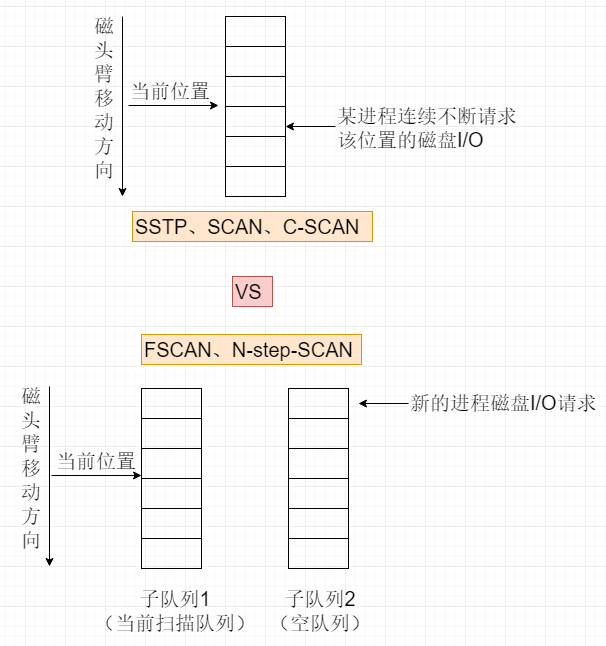 磁头臂移动方向
当前位置
某进程连续不断请求
该位置的磁盘I/O
SSTP、SCAN、C-SCAN
VS
FSCAN、N-step-SCAN
磁头臂移动方向
当前位置
新的进程磁盘I/O请求
子队列1
（当前扫描队列）
子队列2
（空队列）